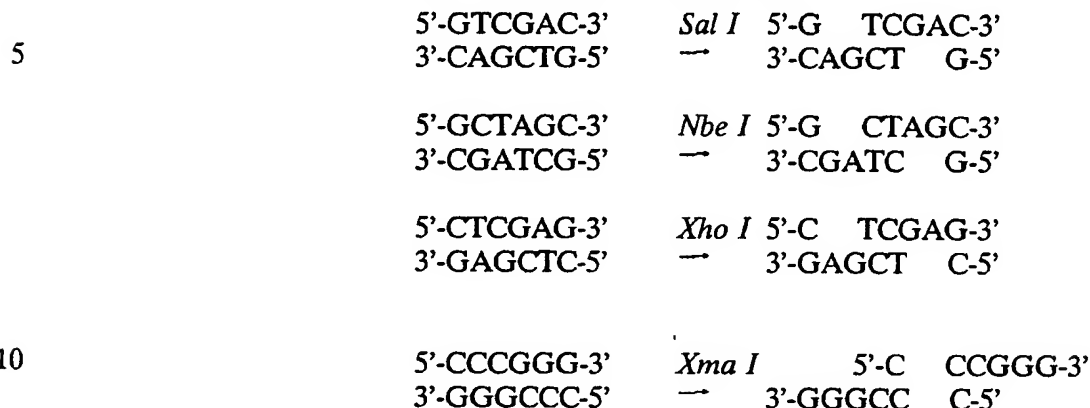 5'-GTCGAC-3' Sal I 5'-G TCGAC-3'
5 3'-CAGCTG-5' → 3'-CAGCT G-5'
5'-GCTAGC-3' Nbe I 5'-G CTAGC-3'
3'-CGATCG-5' → 3'-CGATC G-5'
5'-CTCGAG-3' Xho I 5'-C TCGAG-3'
3'-GAGCTC-5' → 3'-GAGCT C-5'
10 5'-CCCGGG-3' Xma I 5'-C CCGGG-3'
3'-GGGCCC-5' → 3'-GGGCC C-5'